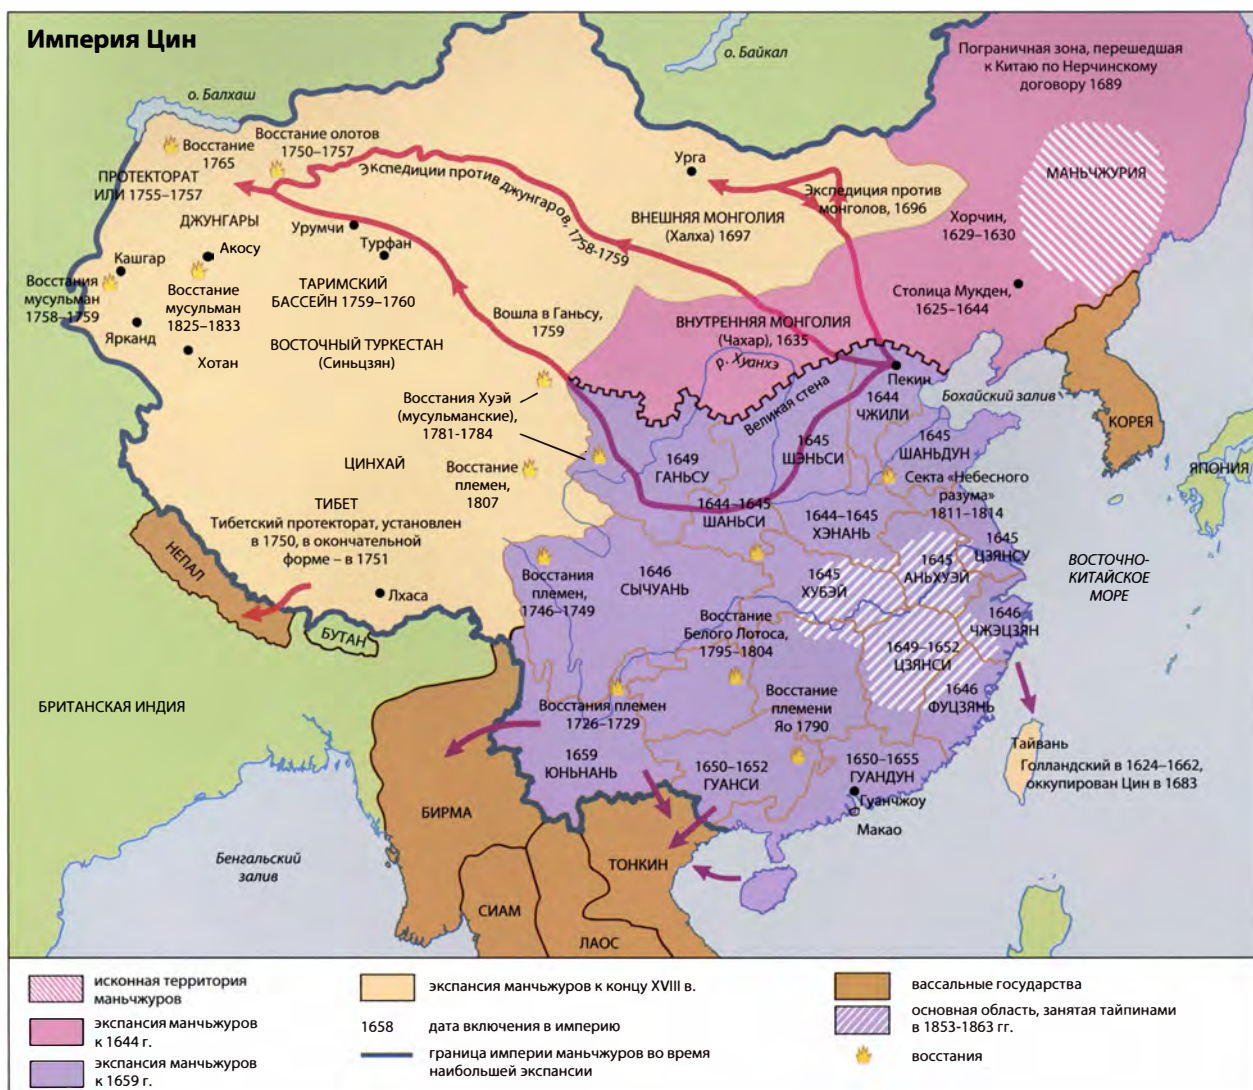 Империя Цин
о. Байкал
Пограничная зона, перешедшая
к Китаю по Нерчинскому
договору 1689
о. Балхаш
Восстание
1765
Восстание олотов
1750–1757
ПРОТЕКТОРАТ
ИЛИ 1755–1757
Экспедиции против джунгаров, 1758-1759
Урга
Экспедиция против
монголов, 1696
МАНЬЧЖУРИЯ
ДЖУНГАРЫ
Урумчи
Турфан
ВНЕШНЯЯ МОНГОЛИЯ
(Халха) 1697
Хорчин,
1629–1630
Кашгар
Акосу
Восстания
мусульман
1758–1759
Восстание
мусульман
1825–1833
ТАРИМСКИЙ
БАССЕЙН 1759–1760
Вошла в Ганьсу,
1759
Столица Мукден,
1625–1644
Ярканд
Хотан
ВОСТОЧНЫЙ ТУРКЕСТАН
(Синьцзян)
ВНУТРЕННЯЯ МОНГОЛИЯ
(Чахар), 1635
р. Хуанхэ
Великая стена
Пекин
1644
ЧЖИЛИ
Бохайский залив
КОРЕЯ
ЯПОНИЯ
Восстания Хуэй
(мусульманские),
1781-1784
ЦИНХАЙ
Восстание
племен,
1807
1649
ГАНЬСУ
1645
ШЭНЬСИ
1645
ШАНЬДУН
Секта «Небесного
разума»
1811–1814
ТИБЕТ
Тибетский протекторат, установлен
в 1750, в окончательной
форме – в 1751
1644–1645
ШАНЬСИ
1644–1645
ХЭНАНЬ
НЕПАЛ
Лхаса
БУТАН
Восстания
племен,
1746–1749
1646
СЫЧУАНЬ
1645
ХУБЭЙ
1645
АНЬХУЭЙ
1645
ЦЗЯНСУ
ВОСТОЧНО-
КИТАЙСКОЕ
МОРЕ
Восстание
Белого Лотоса,
1795–1804
1646
ЧЖЭЦЗЯН
1649–1652
ЦЗЯНСИ
1646
ФУЦЗЯНЬ
БРИТАНСКАЯ ИНДИЯ
Восстания племен
1726–1729
Восстание
племени
Яо 1790
1659
ЮНЬНАНЬ
1650–1652
ГУАНСИ
1650–1655
ГУАНДУН
Гуанчжоу
Макао
Тайвань
Голландский в 1624–1662,
оккупирован Цин в 1683
БИРМА
Бенгальский
залив
ТОНКИН
СИАМ
ЛАОС
исконная территория
маньчжуров
экспансия маньчжуров
к 1644 г.
экспансия маньчжуров
к 1659 г.
экспансия маньчжуров к концу XVIII в.
1658 дата включения в империю
граница империи маньчжуров во время
наибольшей экспансии
вассальные государства
основная область, занятая тайпинами
в 1853-1863 гг.
восстания